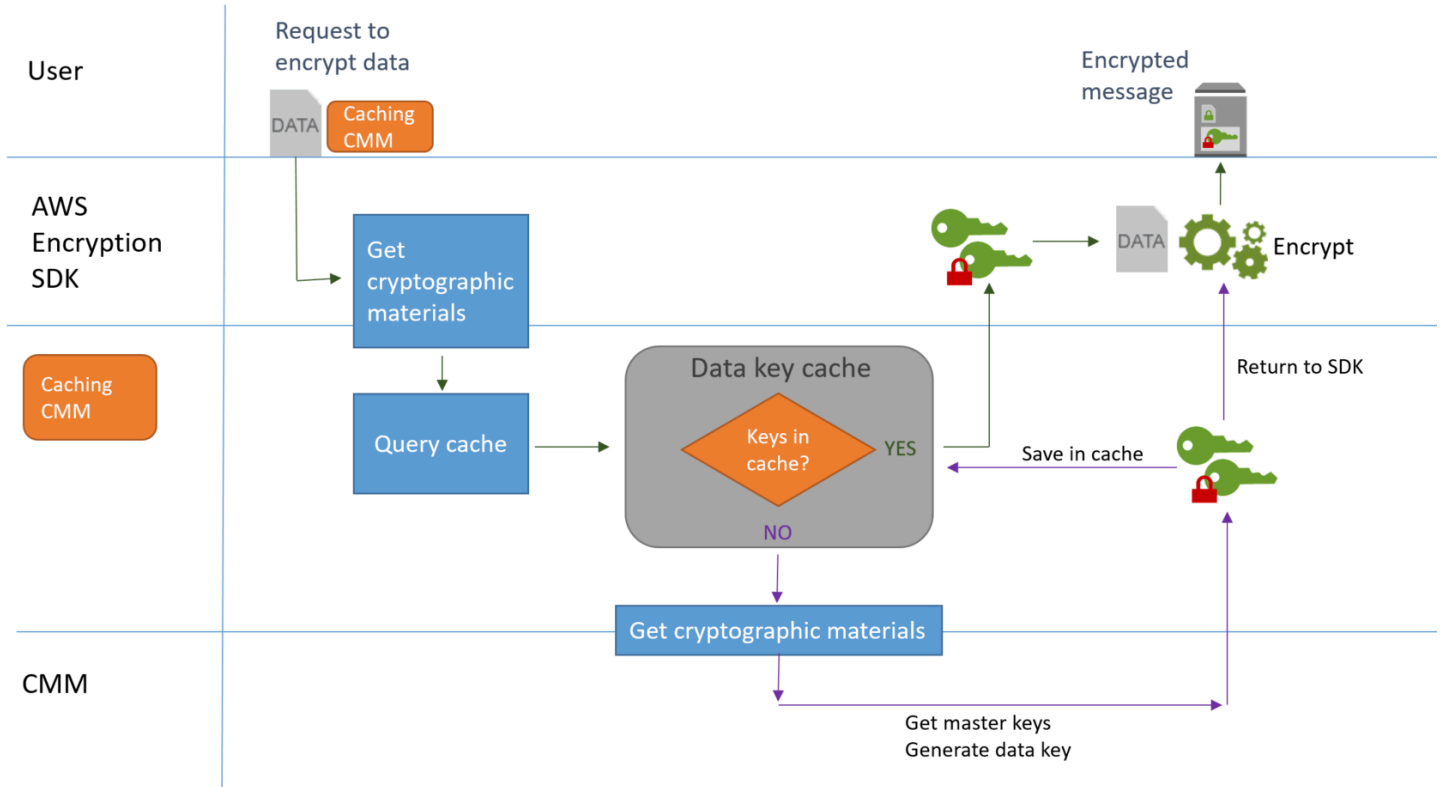 User
Request to
encrypt data
DATA
Caching
CMM
Encrypted
message
AWS
Encryption
SDK
Get
cryptographic
materials
DATA
Encrypt
Caching
CMM
Query cache
Data key cache
Keys in
cache?
YES
NO
Return to SDK
Save in cache
Get cryptographic materials
CMM
Get master keys
Generate data key